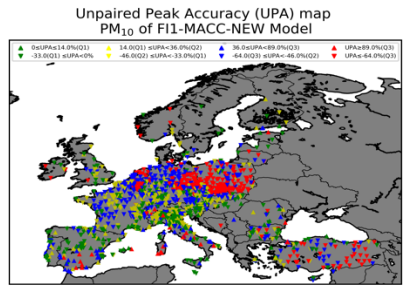 Unpaired Peak Accuracy (UPA) map
PM₁₀ of FI1-MACC-NEW Model
0≤UPA≤14.0%(Q1) 14.0(Q1) ≤UPA<36.0%(Q2) 36.0≤UPA<89.0%(Q3) UPA≥89.0%(Q3)
-33.0(Q1) ≤UPA<0% -46.0(Q2) ≤UPA<-33.0%(Q1) -64.0(Q3) ≤UPA<-46.0%(Q2) UPA≤-64.0%(Q3)